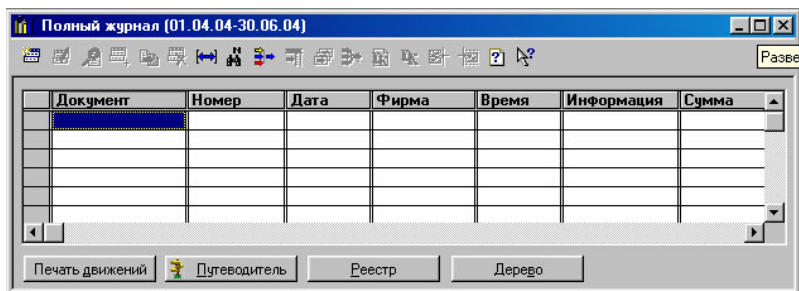 Полный журнал (01.04.04-30.06.04)
Разве
Документ Номер Дата Фирма Время Информация Сумма
Печать движений Путеводитель Реестр Дерево